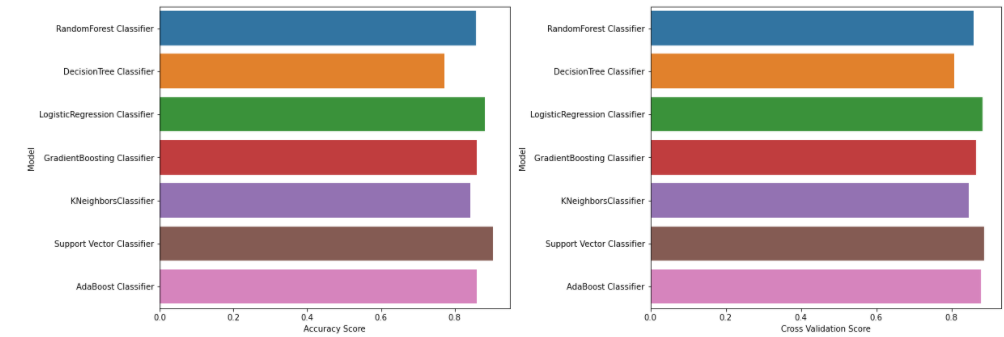 RandomForest Classifier
DecisionTree Classifier
LogisticRegression Classifier
GradientBoosting Classifier
KNeighborsClassifier
Support Vector Classifier
AdaBoost Classifier
Model
0.0 0.2 0.4 0.6 0.8
Accuracy Score
RandomForest Classifier
DecisionTree Classifier
LogisticRegression Classifier
GradientBoosting Classifier
KNeighborsClassifier
Support Vector Classifier
AdaBoost Classifier
Model
0.0 0.2 0.4 0.6 0.8
Cross Validation Score